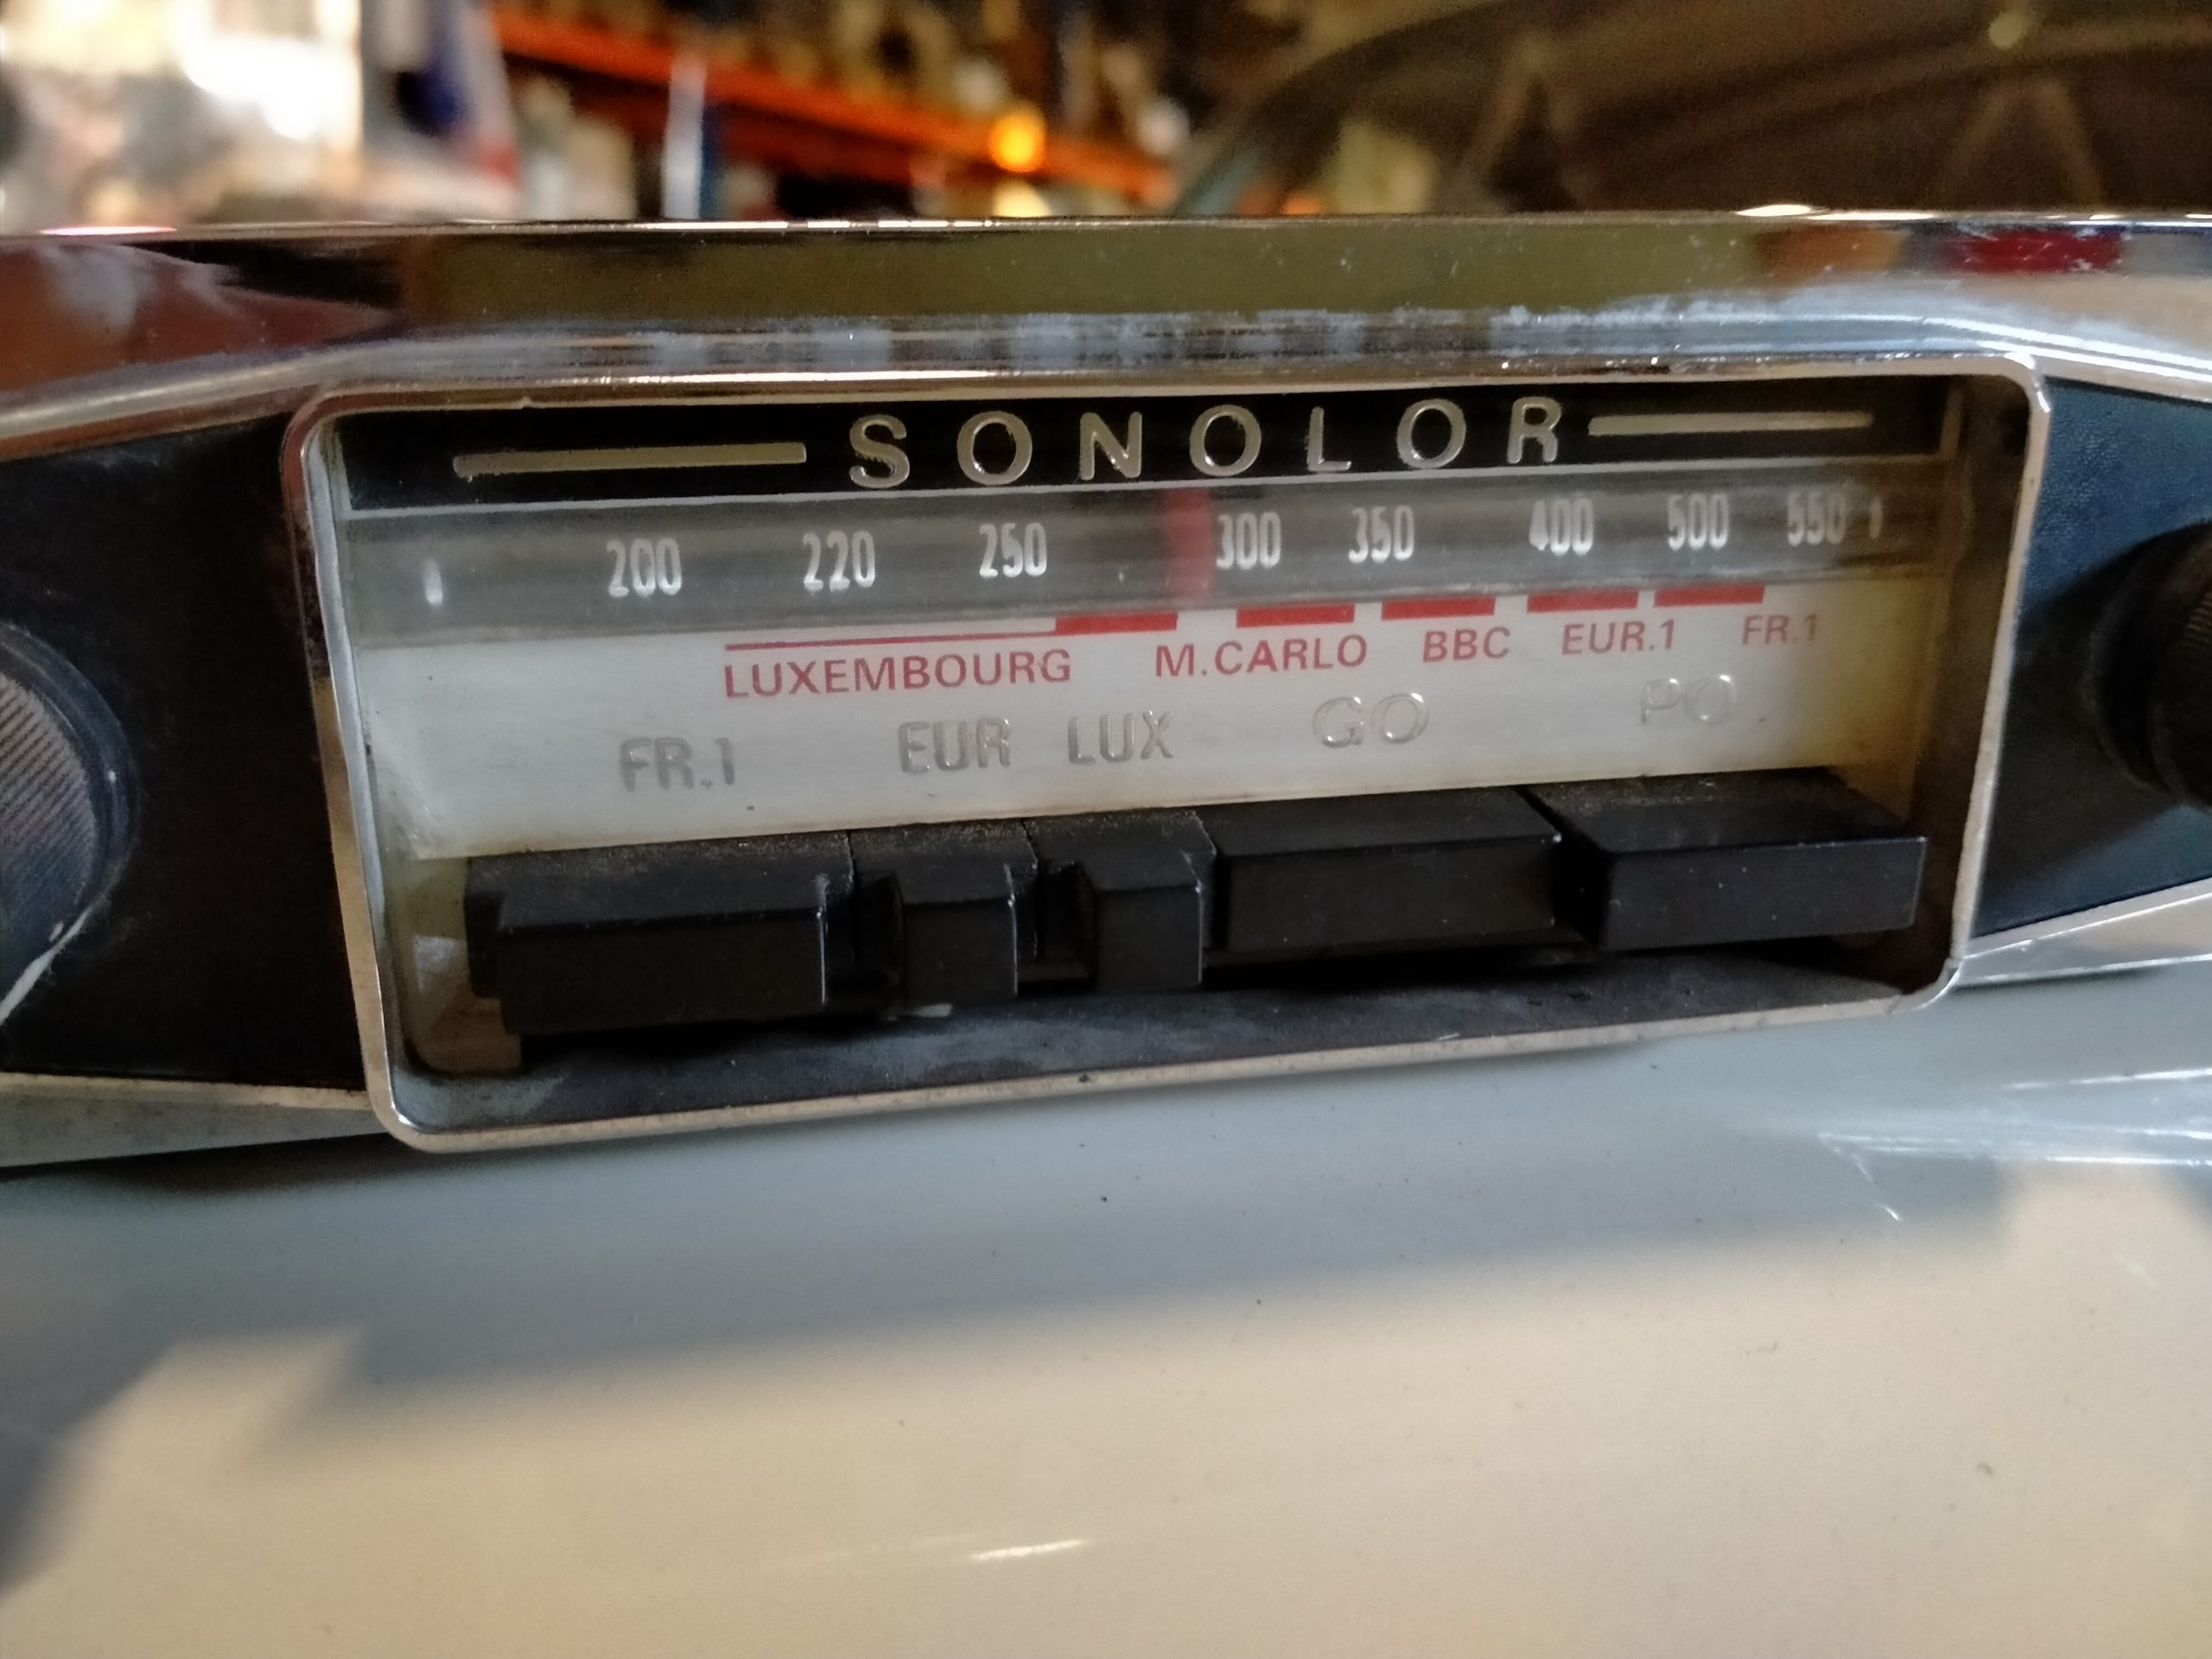 SONOLOR
200 220 250 300 350 400 500 550
LUXEMBOURG M.CARLO BBC EUR.1 FR.1
FR.1 EUR LUX GO PO